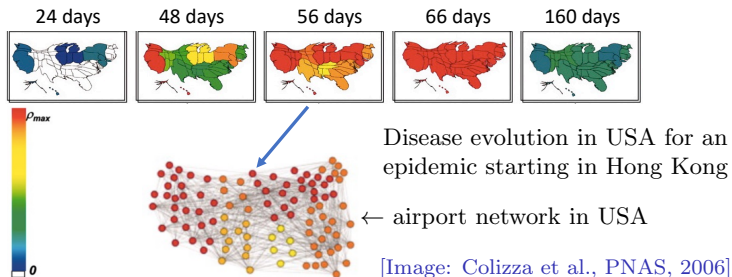 24 days 48 days 56 days 66 days 160 days
ρmax
0
Disease evolution in USA for an
epidemic starting in Hong Kong
← airport network in USA
[Image: Colizza et al., PNAS, 2006]